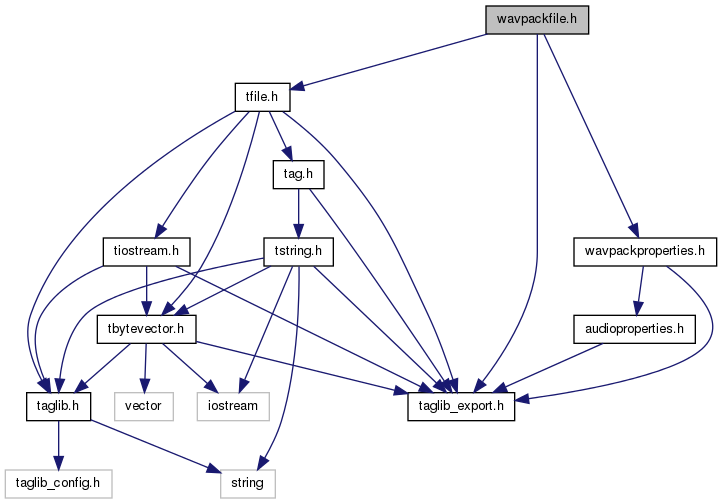 wavpackfile.h
tfile.h
tag.h
tiostream.h
tstring.h
wavpackproperties.h
tbytevector.h
audioproperties.h
taglib.h
vector
iostream
taglib_export.h
taglib_config.h
string